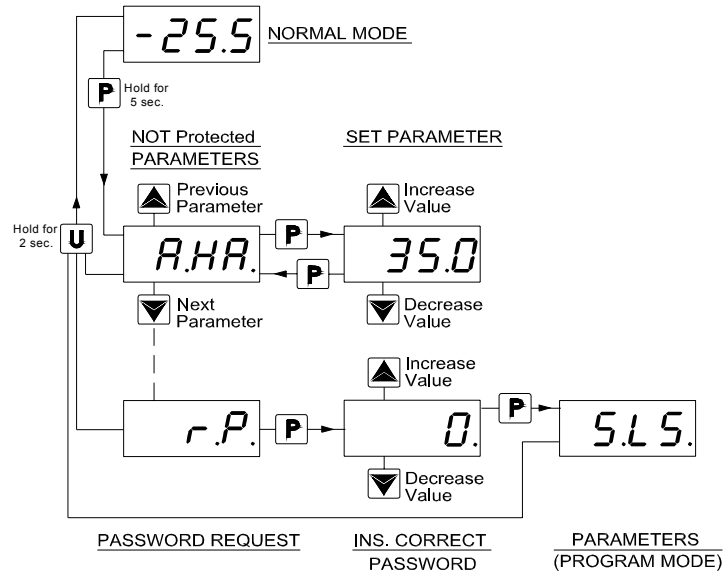 -25.5
NORMAL MODE
P
Hold for
5 sec.
NOT Protected
PARAMETERS
SET PARAMETER
Previous
Parameter
Increase
Value
Hold for
2 sec.
U
A.HA.
P
P
35.0
Next
Parameter
Decrease
Value
Increase
Value
r.P.
P
0.
P
S.LS.
Decrease
Value
PASSWORD REQUEST
INS. CORRECT
PASSWORD
PARAMETERS
(PROGRAM MODE)